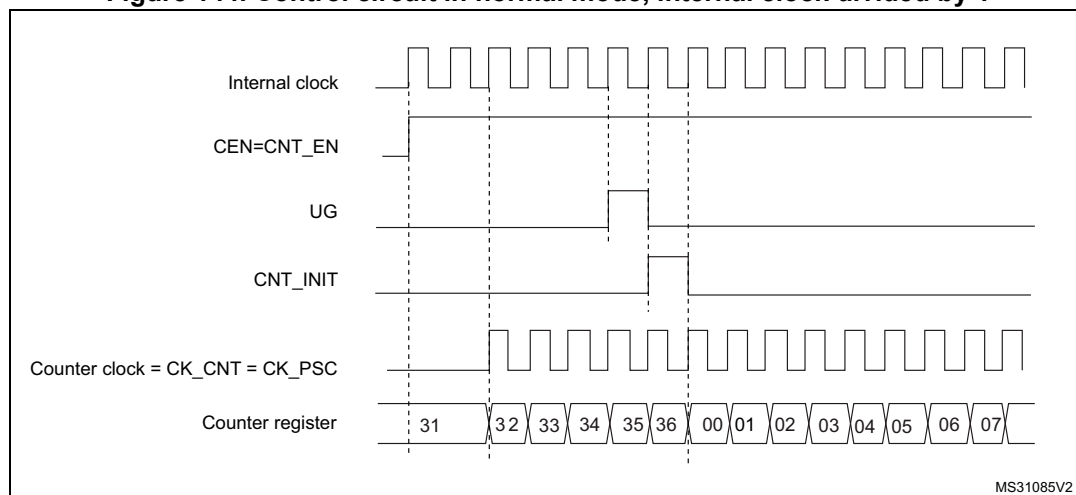 Figure Control circuit in normal mode, internal clock divided by 1
Internal clock
CEN=CNT_EN
UG
CNT_INIT
Counter clock = CK_CNT = CK_PSC
Counter register 31 32 33 34 35 36 00 01 02 03 04 05 06 07
MS31085V2